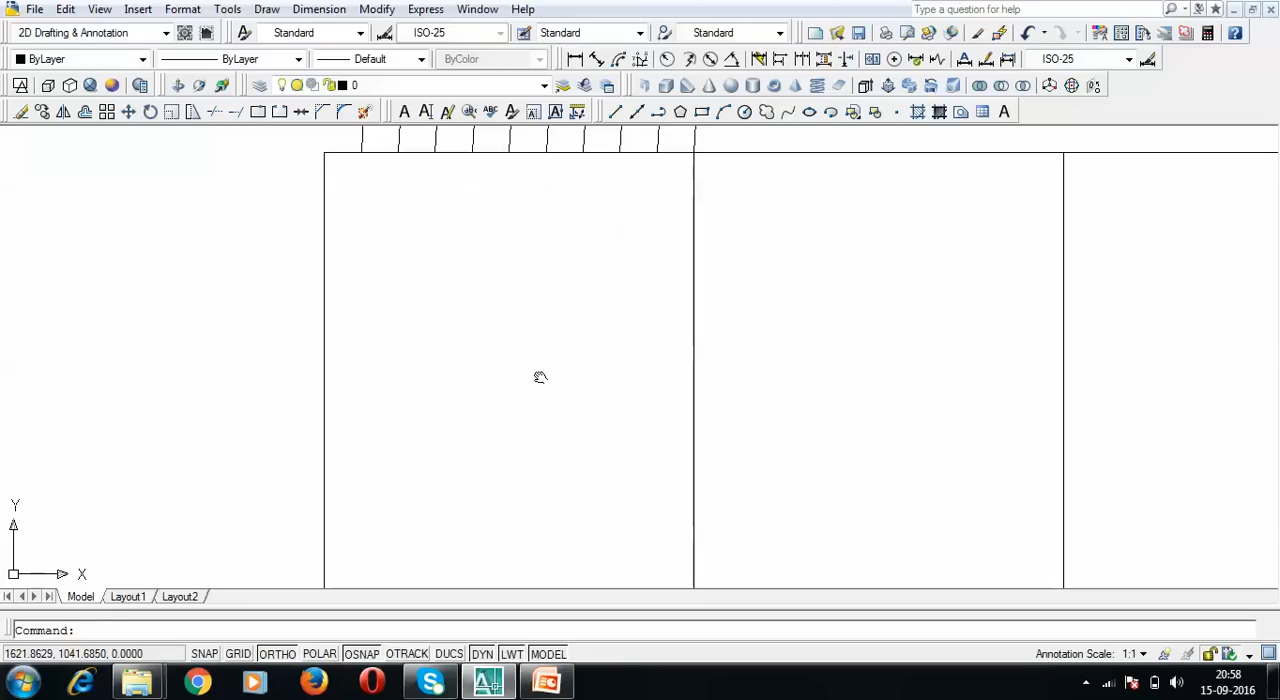 File Edit View Insert Format Tools Draw Dimension Modify Express Window Help Type a question for help
2D Drafting & Annotation Standard ISO-25 Standard Standard
ByLayer ByLayer Default ByColor ISO-25
0
Y
X
Model Layout1 Layout2
Command:
1621.8629, 1041.6850, 0.0000 SNAP GRID ORTHO POLAR OSNAP OTRACK DUCS DYN LWT MODEL Annotation Scale: 1:1
20:58
15-09-2016